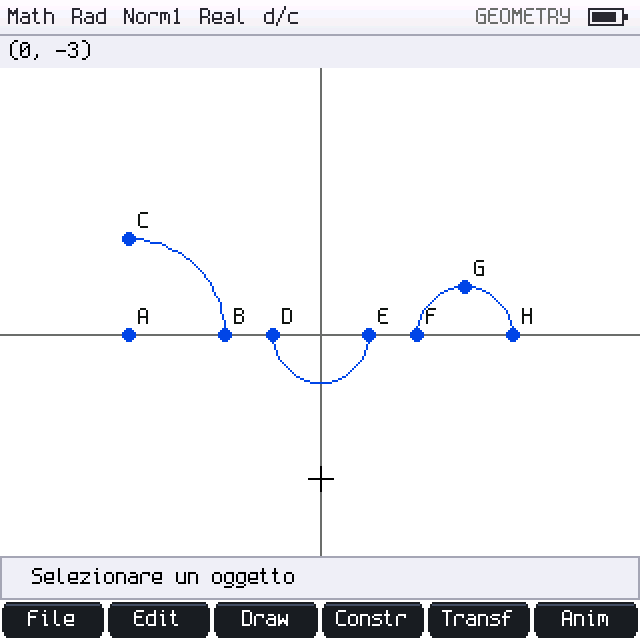 Math Rad Norm1 Real d/c GEOMETRY
(0, -3)
C
G
A B D E F H
Selezionare un oggetto
File Edit Draw Constr Transf Anim